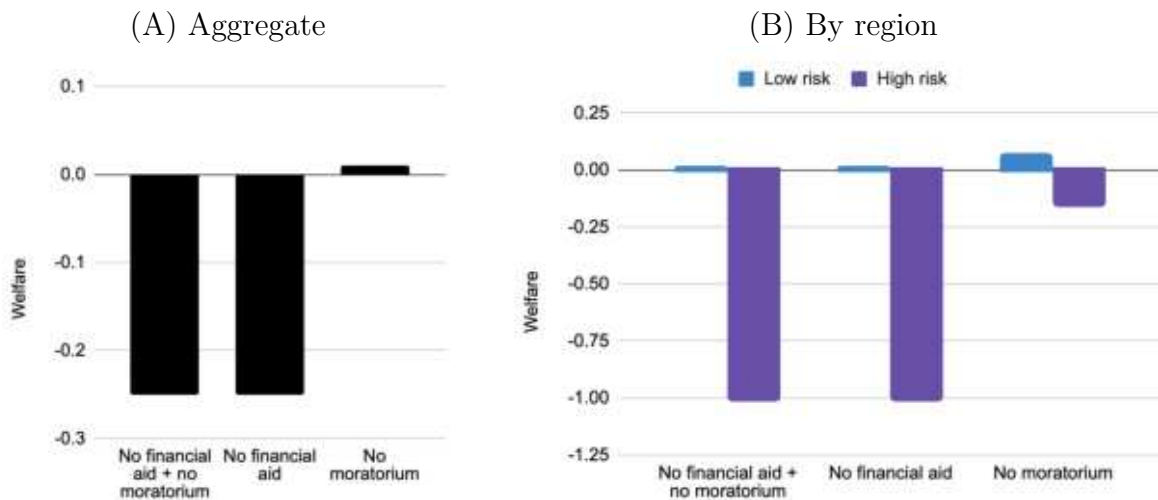 (A) Aggregate
0.1
0.0
-0.1
-0.2
-0.3
Welfare
No financial
aid + no
moratorium
No financial
aid
No
moratorium
(B) By region
Low risk
High risk
0.25
0.00
-0.25
-0.50
-0.75
-1.00
-1.25
Welfare
No financial aid +
no moratorium
No financial aid
No moratorium